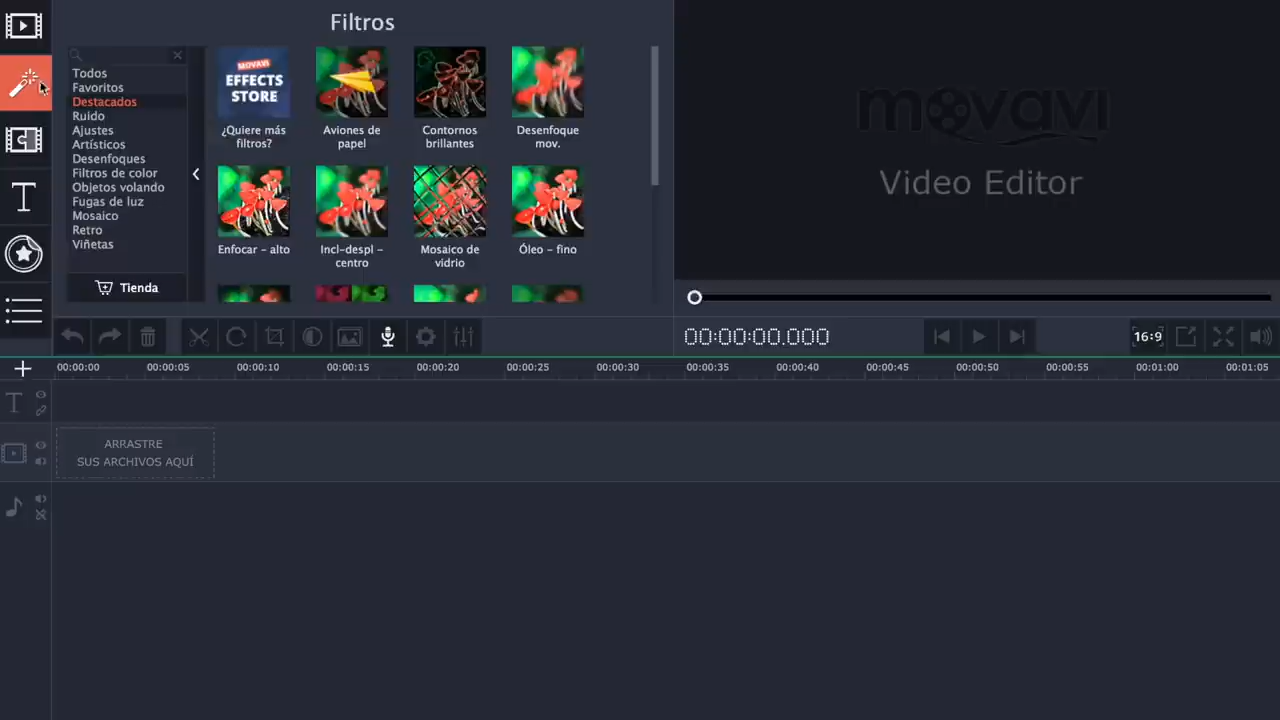 Filtros
Todos
Favoritos
Destacados
Ruido
Ajustes
Artísticos
Desenfoques
Filtros de color
Objetos volando
Fugas de luz
Mosaico
Retro
Viñetas
Tienda
MOVAVI
EFFECTS
STORE
¿Quiere más
filtros?
Aviones de
papel
Contornos
brillantes
Desenfoque
mov.
Enfocar – alto
Incl-despl –
centro
Mosaico de
vidrio
Óleo – fino
movavi
Video Editor
00:00:00.000
16:9
00:00:00 00:00:05 00:00:10 00:00:15 00:00:20 00:00:25 00:00:30 00:00:35 00:00:40 00:00:45 00:00:50 00:00:55 00:01:00 00:01:05
T
T
ARRASTRE
SUS ARCHIVOS AQUÍ